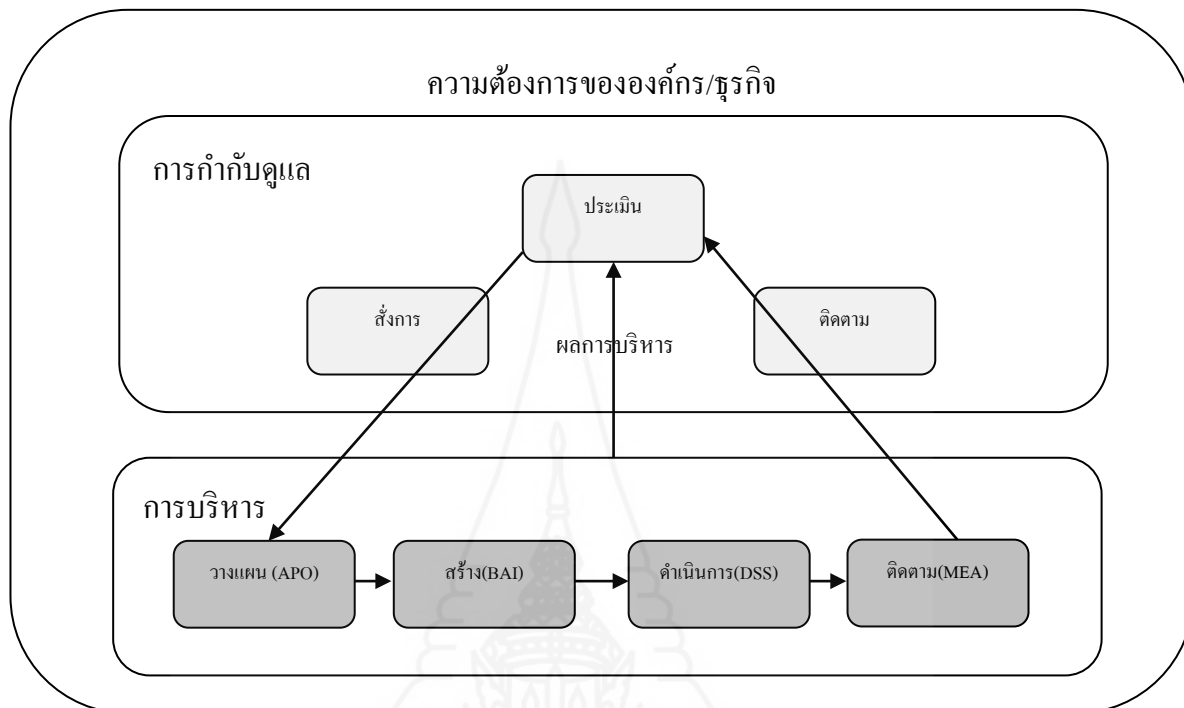 ความต้องการขององค์กร/ธุรกิจ
การกำกับดูแล
ประเมิน
สั่งการ
ติดตาม
ผลการบริหาร
การบริหาร
วางแผน (APO)
สร้าง(BAI)
ดำเนินการ(DSS)
ติดตาม(MEA)